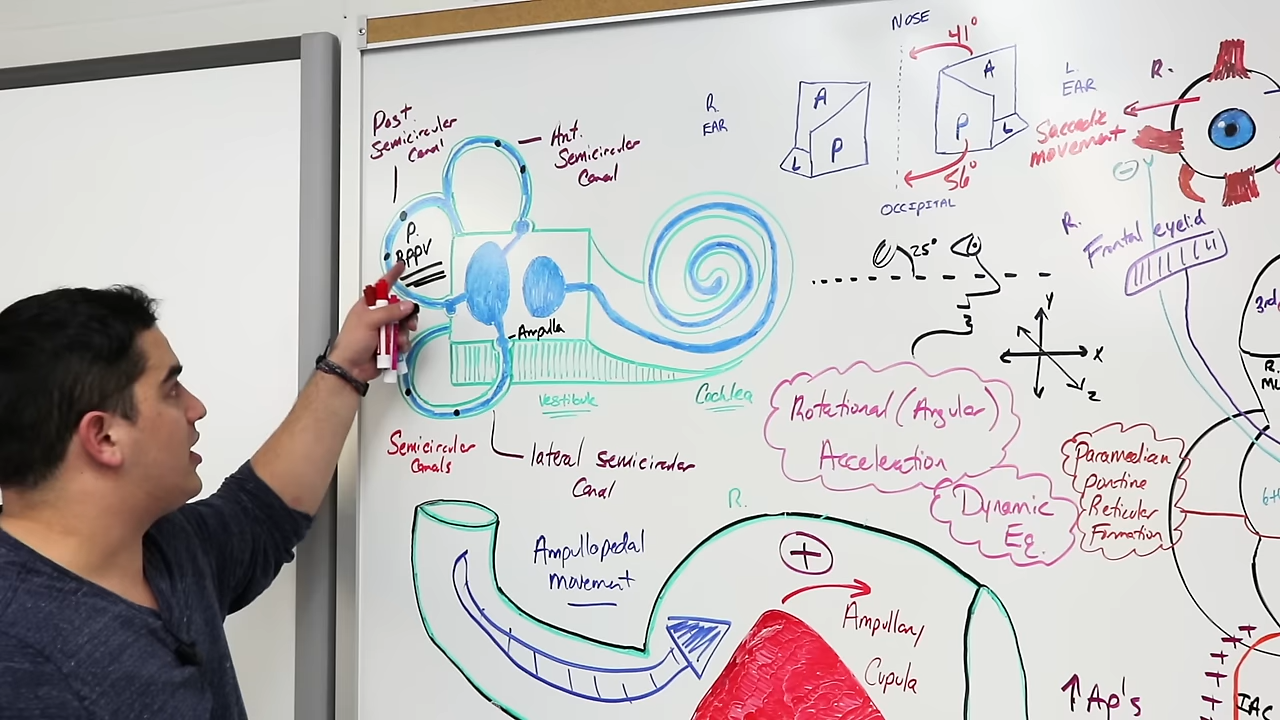 NOSE
41°
A
P
L
R.
EAR
A
P
L
L.
EAR
56°
OCCIPITAL
R.
Saccadic
movement
Post.
Semicircular
Canal
Ant.
Semicircular
Canal
P.
BPPV
Ampulla
Vestibule
Cochlea
Semicircular
Canals
lateral semicircular
Canal
25°
Y
X
Z
R.
Frontal eyelid
3rd
R.
Rotational (Angular)
Acceleration
Dynamic
Eq.
Paramedian
pontine
Reticular
Formation
6th
Ampullopedal
movement
R.
+
Ampullary
Cupula
↑Ap's
+
+
+
+
+
+
IAC